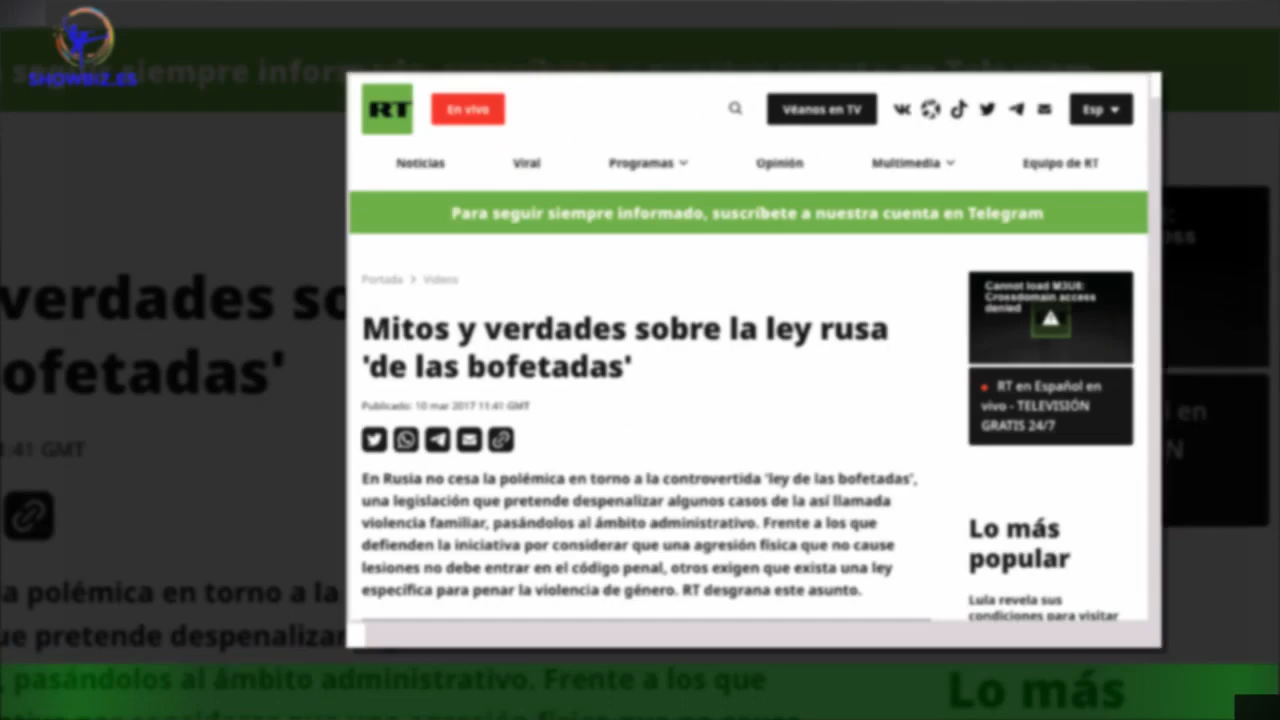 SHOWBIZ.ES
RT
En vivo
Véanos en TV
Esp
Noticias
Viral
Programas
Opinión
Multimedia
Equipo de RT
Para seguir siempre informado, suscríbete a nuestra cuenta en Telegram
Portada > Videos
Mitos y verdades sobre la ley rusa
'de las bofetadas'
Publicado: 10 mar 2017 11:41 GMT
En Rusia no cesa la polémica en torno a la controvertida 'ley de las bofetadas',
una legislación que pretende despenalizar algunos casos de la así llamada
violencia familiar, pasándolos al ámbito administrativo. Frente a los que
defienden la iniciativa por considerar que una agresión física que no cause
lesiones no debe entrar en el código penal, otros exigen que exista una ley
específica para penar la violencia de género. RT desgrana este asunto.
Cannot load M3U8:
Crossdomain access
denied
RT en Español en
vivo - TELEVISIÓN
GRATIS 24/7
Lo más
popular
Lula revela sus
condiciones para visitar
verdades so
ofetadas'
:41 GMT
a polémica en torno a la
ue pretende despenalizar
, pasándolos al ámbito administrativo. Frente a los que
Lo más